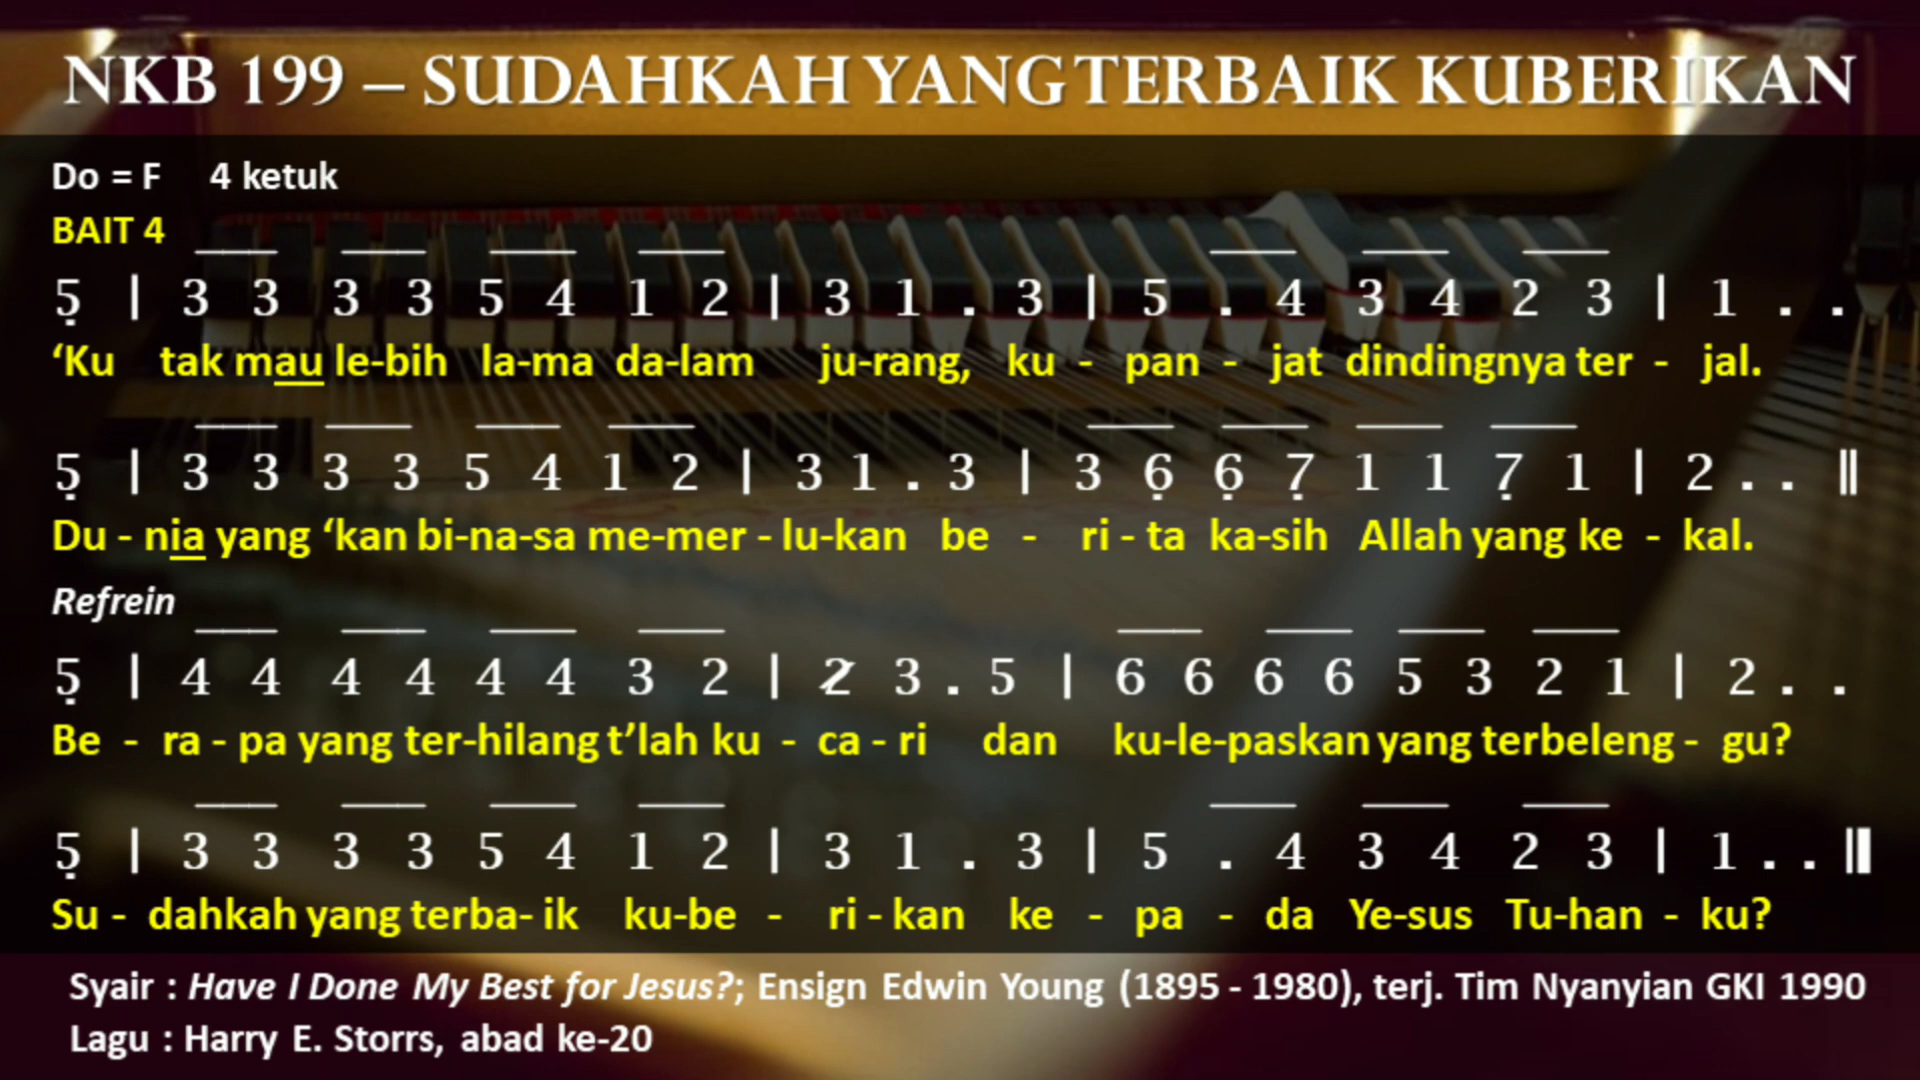 NKB 199 – SUDAHKAH YANG TERBAIK KUBERIKAN
Do = F 4 ketuk
BAIT 4
5̣ | 3 3 3 3 5 4 1 2 | 3 1 . 3 | 5 . 4 3 4 2 3 | 1 . .
‘Ku tak mau le-bih la-ma da-lam ju-rang, ku - pan - jat dindingnya ter - jal.
5̣ | 3 3 3 3 5 4 1 2 | 3 1 . 3 | 3 6̣ 6̣ 7̣ 1 1 7̣ 1 | 2 . . ‖
Du - nia yang ‘kan bi-na-sa me-mer - lu-kan be - ri - ta ka-sih Allah yang ke - kal.
Refrein
5̣ | 4 4 4 4 4 4 3 2 | 2̸ 3 . 5 | 6 6 6 6 5 3 2 1 | 2 . .
Be - ra - pa yang ter-hilang t’lah ku - ca - ri dan ku-le-paskan yang terbeleng - gu?
5̣ | 3 3 3 3 5 4 1 2 | 3 1 . 3 | 5 . 4 3 4 2 3 | 1 . . ‖
Su - dahkah yang terba- ik ku-be - ri - kan ke - pa - da Ye-sus Tu-han - ku?
Syair : Have I Done My Best for Jesus?; Ensign Edwin Young (1895 - 1980), terj. Tim Nyanyian GKI 1990
Lagu : Harry E. Storrs, abad ke-20